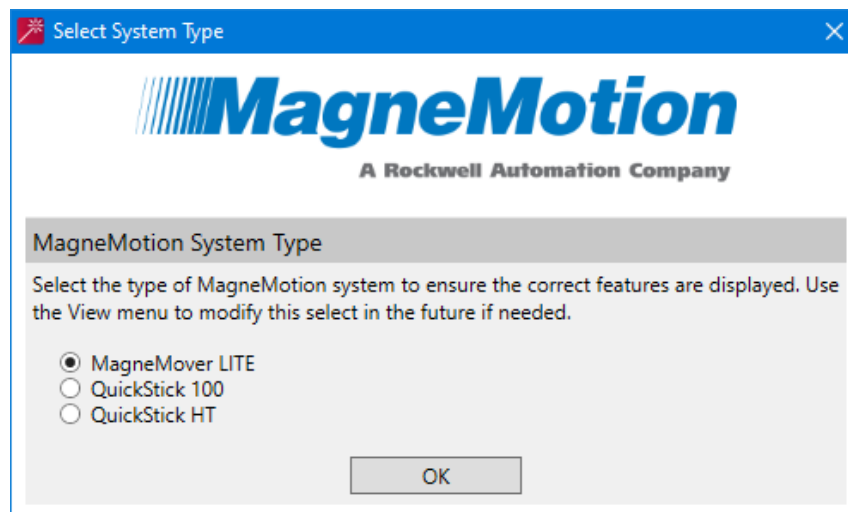 Select System Type
MagneMotion
A Rockwell Automation Company
MagneMotion System Type
Select the type of MagneMotion system to ensure the correct features are displayed. Use
the View menu to modify this select in the future if needed.
MagneMover LITE
QuickStick 100
QuickStick HT
OK